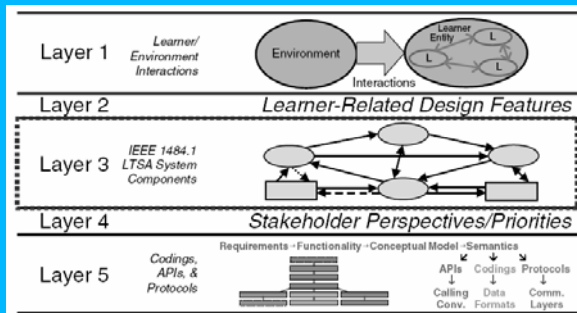 Layer 1
Learner/
Environment
Interactions
Environment
Interactions
Learner
Entity
L
L
L
Layer 2
Learner-Related Design Features
Layer 3
IEEE 1484.1
LTSA System
Components
Layer 4
Stakeholder Perspectives/Priorities
Layer 5
Codings,
APIs, &
Protocols
Requirements→Functionality→Conceptual Model→Semantics
APIs Codings Protocols
Calling Data Comm.
Conv. Formats Layers